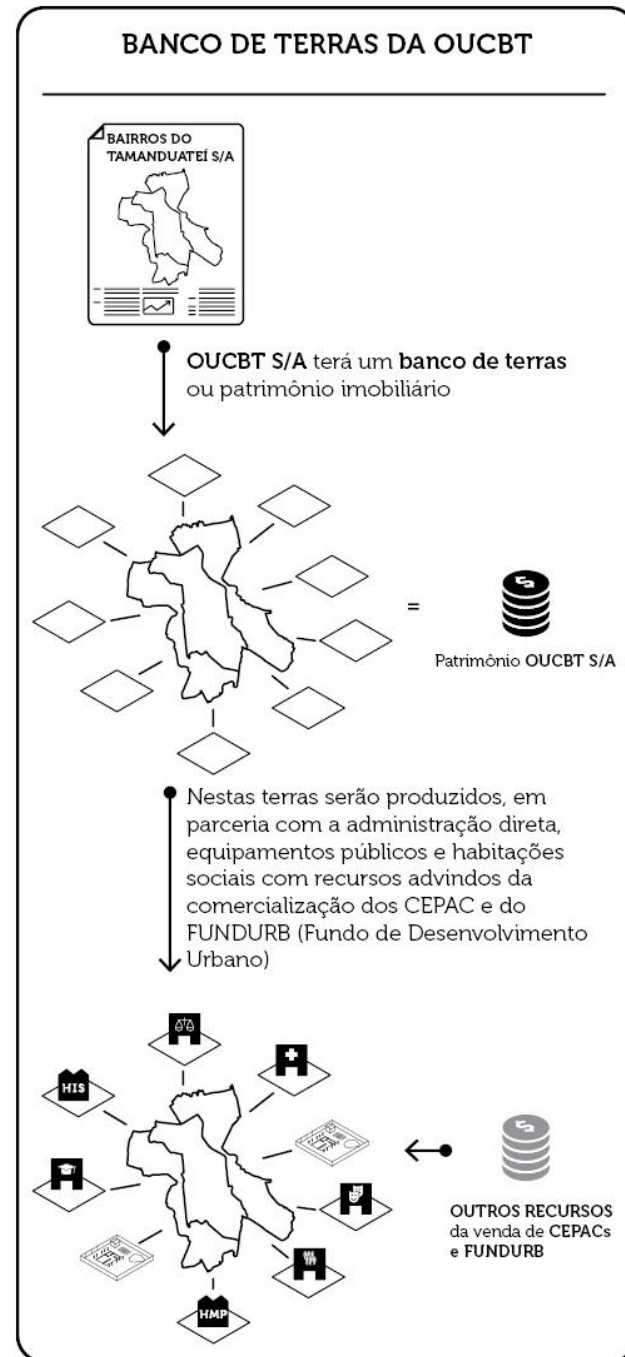 BANCO DE TERRAS DA OUCBT
BAIRROS DO
TAMANDUATEÍ S/A
OUCBT S/A terá um banco de terras
ou patrimônio imobiliário
=
Patrimônio OUCBT S/A
Nestas terras serão produzidos, em
parceria com a administração direta,
equipamentos públicos e habitações
sociais com recursos advindos da
comercialização dos CEPAC e do
FUNDURB (Fundo de Desenvolvimento
Urbano)
HIS
HMP
OUTROS RECURSOS
da venda de CEPACs
e FUNDURB